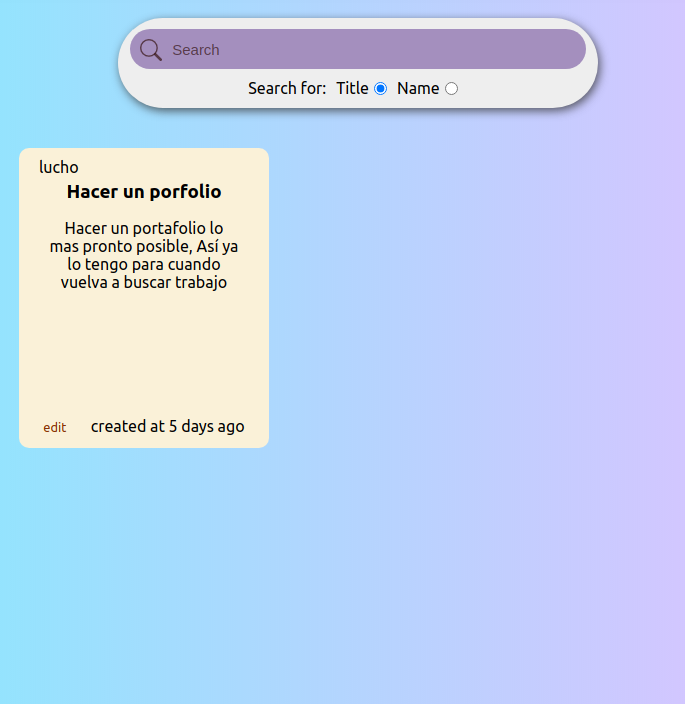 Search
Search for: Title Name
lucho
Hacer un porfolio
Hacer un portafolio lo
mas pronto posible, Así ya
lo tengo para cuando
vuelva a buscar trabajo
edit created at 5 days ago